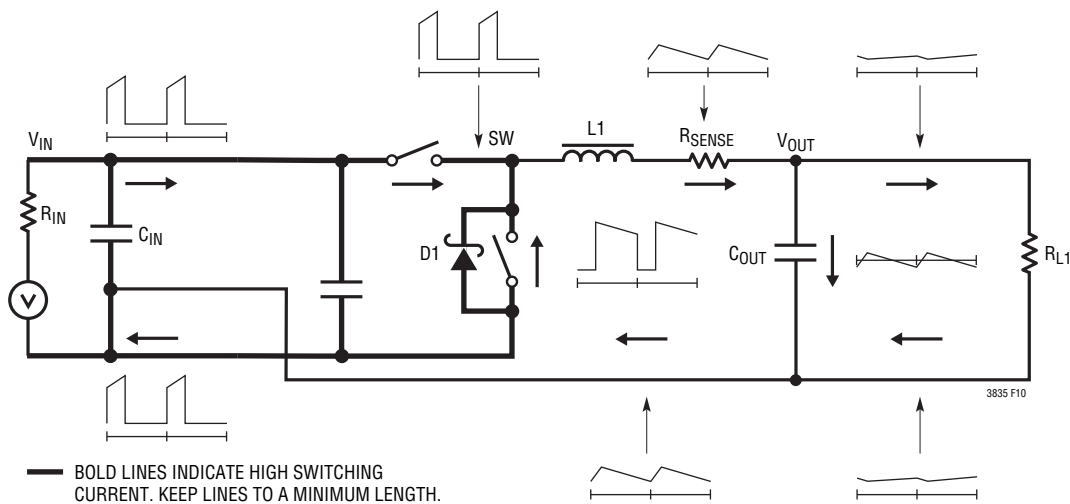 SW
L1
RSENSE
VIN
VOUT
RIN
CIN
D1
COUT
RL1
V
3835 F10
BOLD LINES INDICATE HIGH SWITCHING
CURRENT. KEEP LINES TO A MINIMUM LENGTH.